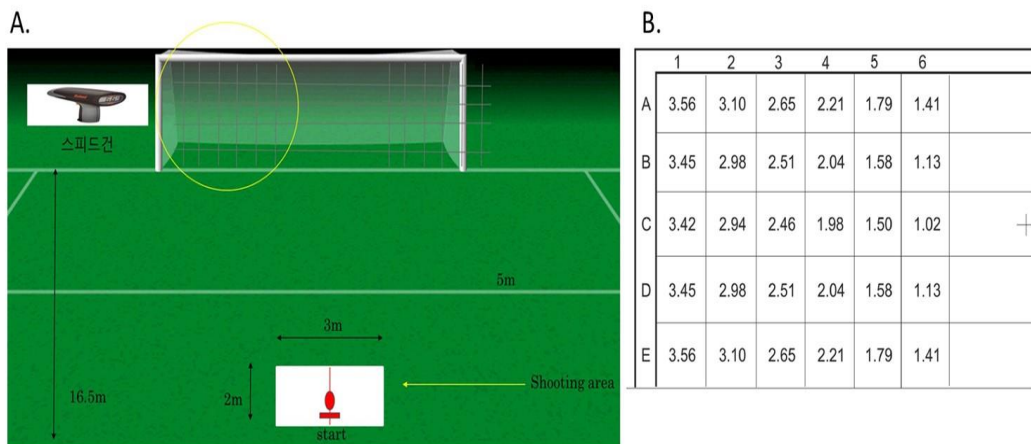 A.
스피드건
5m
3m
2m
16.5m
Shooting area
start
B.
1 2 3 4 5 6
A 3.56 3.10 2.65 2.21 1.79 1.41
B 3.45 2.98 2.51 2.04 1.58 1.13
C 3.42 2.94 2.46 1.98 1.50 1.02
D 3.45 2.98 2.51 2.04 1.58 1.13
E 3.56 3.10 2.65 2.21 1.79 1.41